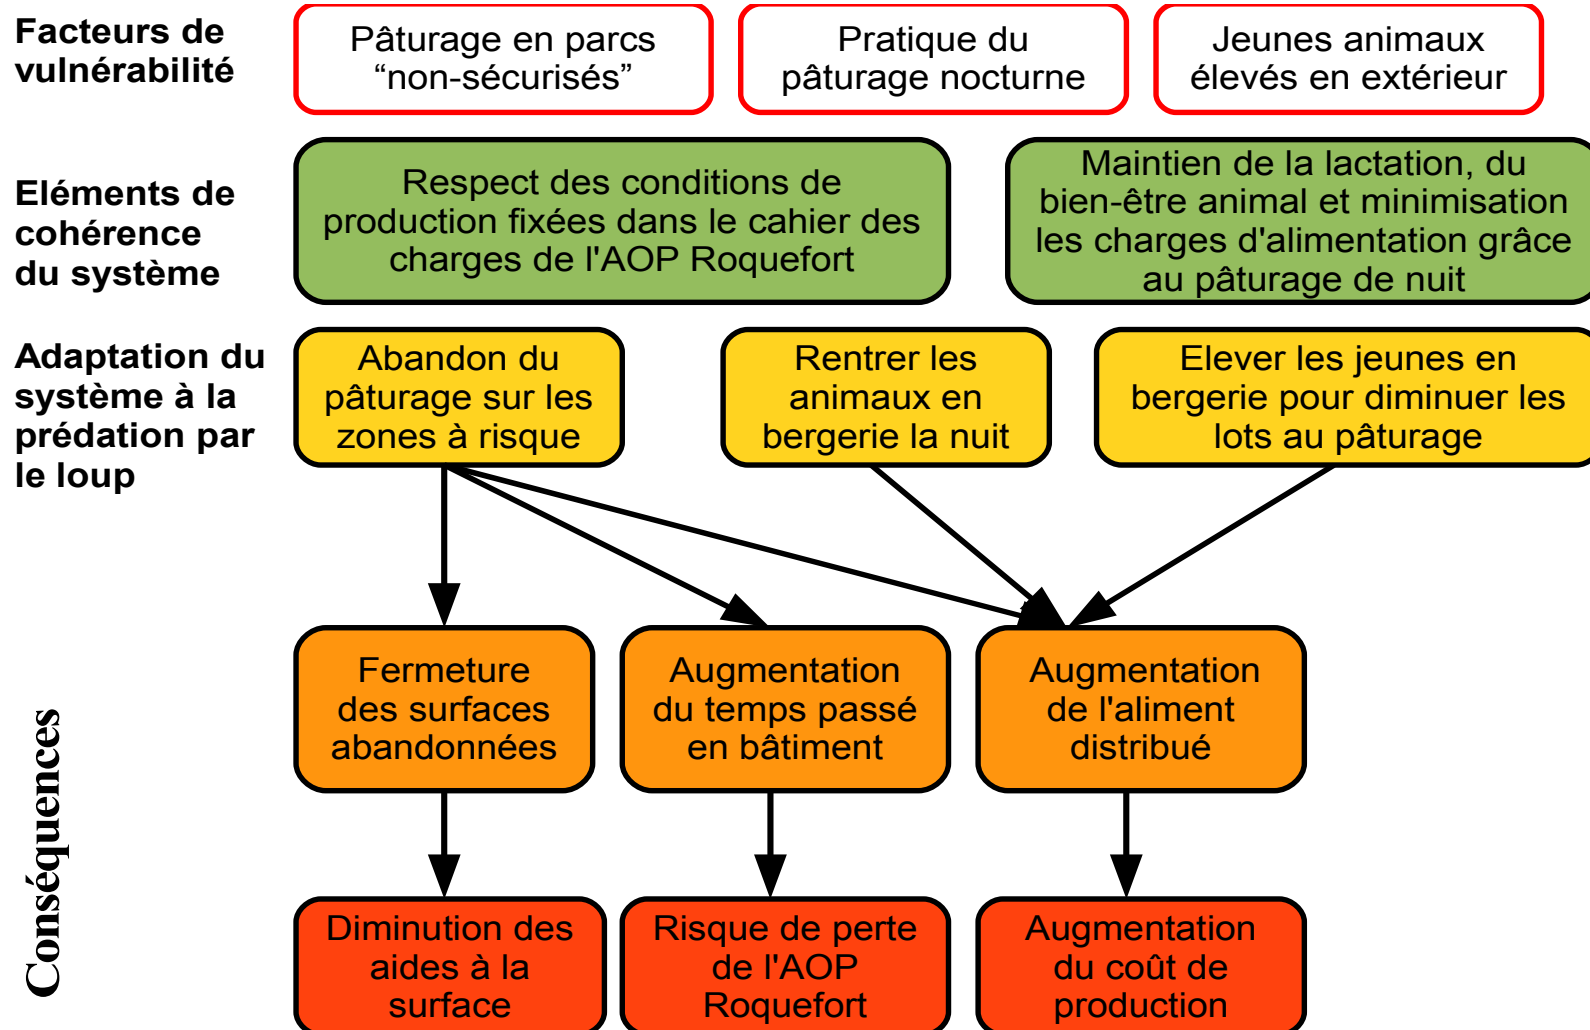 Facteurs de
vulnérabilité
Pâturage en parcs
“non-sécurisés”
Pratique du
pâturage nocturne
Jeunes animaux
élevés en extérieur
Eléments de
cohérence
du système
Respect des conditions de
production fixées dans le cahier des
charges de l'AOP Roquefort
Maintien de la lactation, du
bien-être animal et minimisation
les charges d'alimentation grâce
au pâturage de nuit
Adaptation du
système à la
prédation par
le loup
Abandon du
pâturage sur les
zones à risque
Rentrer les
animaux en
bergerie la nuit
Elever les jeunes en
bergerie pour diminuer les
lots au pâturage
Conséquences
Fermeture
des surfaces
abandonnées
Augmentation
du temps passé
en bâtiment
Augmentation
de l'aliment
distribué
Diminution des
aides à la
surface
Risque de perte
de l'AOP
Roquefort
Augmentation
du coût de
production